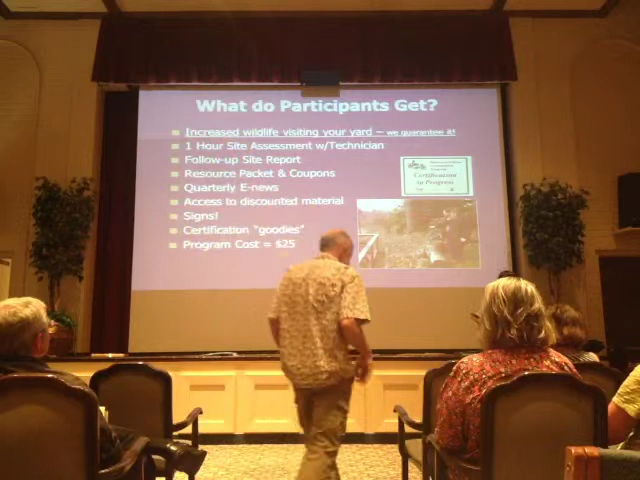 What do Participants Get?
Increased wildlife visiting your yard – we guarantee it!
1 Hour Site Assessment w/Technician
Follow-up Site Report
Resource Packet & Coupons
Quarterly E-news
Access to discounted material
Signs!
Certification "goodies"
Program Cost = $25
Certification
in Progress